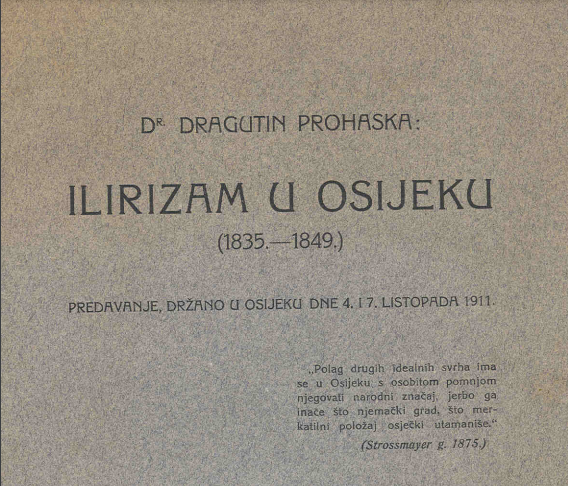 DR. DRAGUTIN PROHASKA:
ILIRIZAM U OSIJEKU
(1835.—1849.)
PREDAVANJE, DRŽANO U OSIJEKU DNE 4. I 7. LISTOPADA 1911.
„Polag drugih idealnih svrha ima
se u Osijeku s osobitom pomnjom
njegovati narodni značaj, jerbo ga
inače što njemački grad, što mer-
katilni položaj osječki utamaniše.“
(Strossmayer g. 1875.)